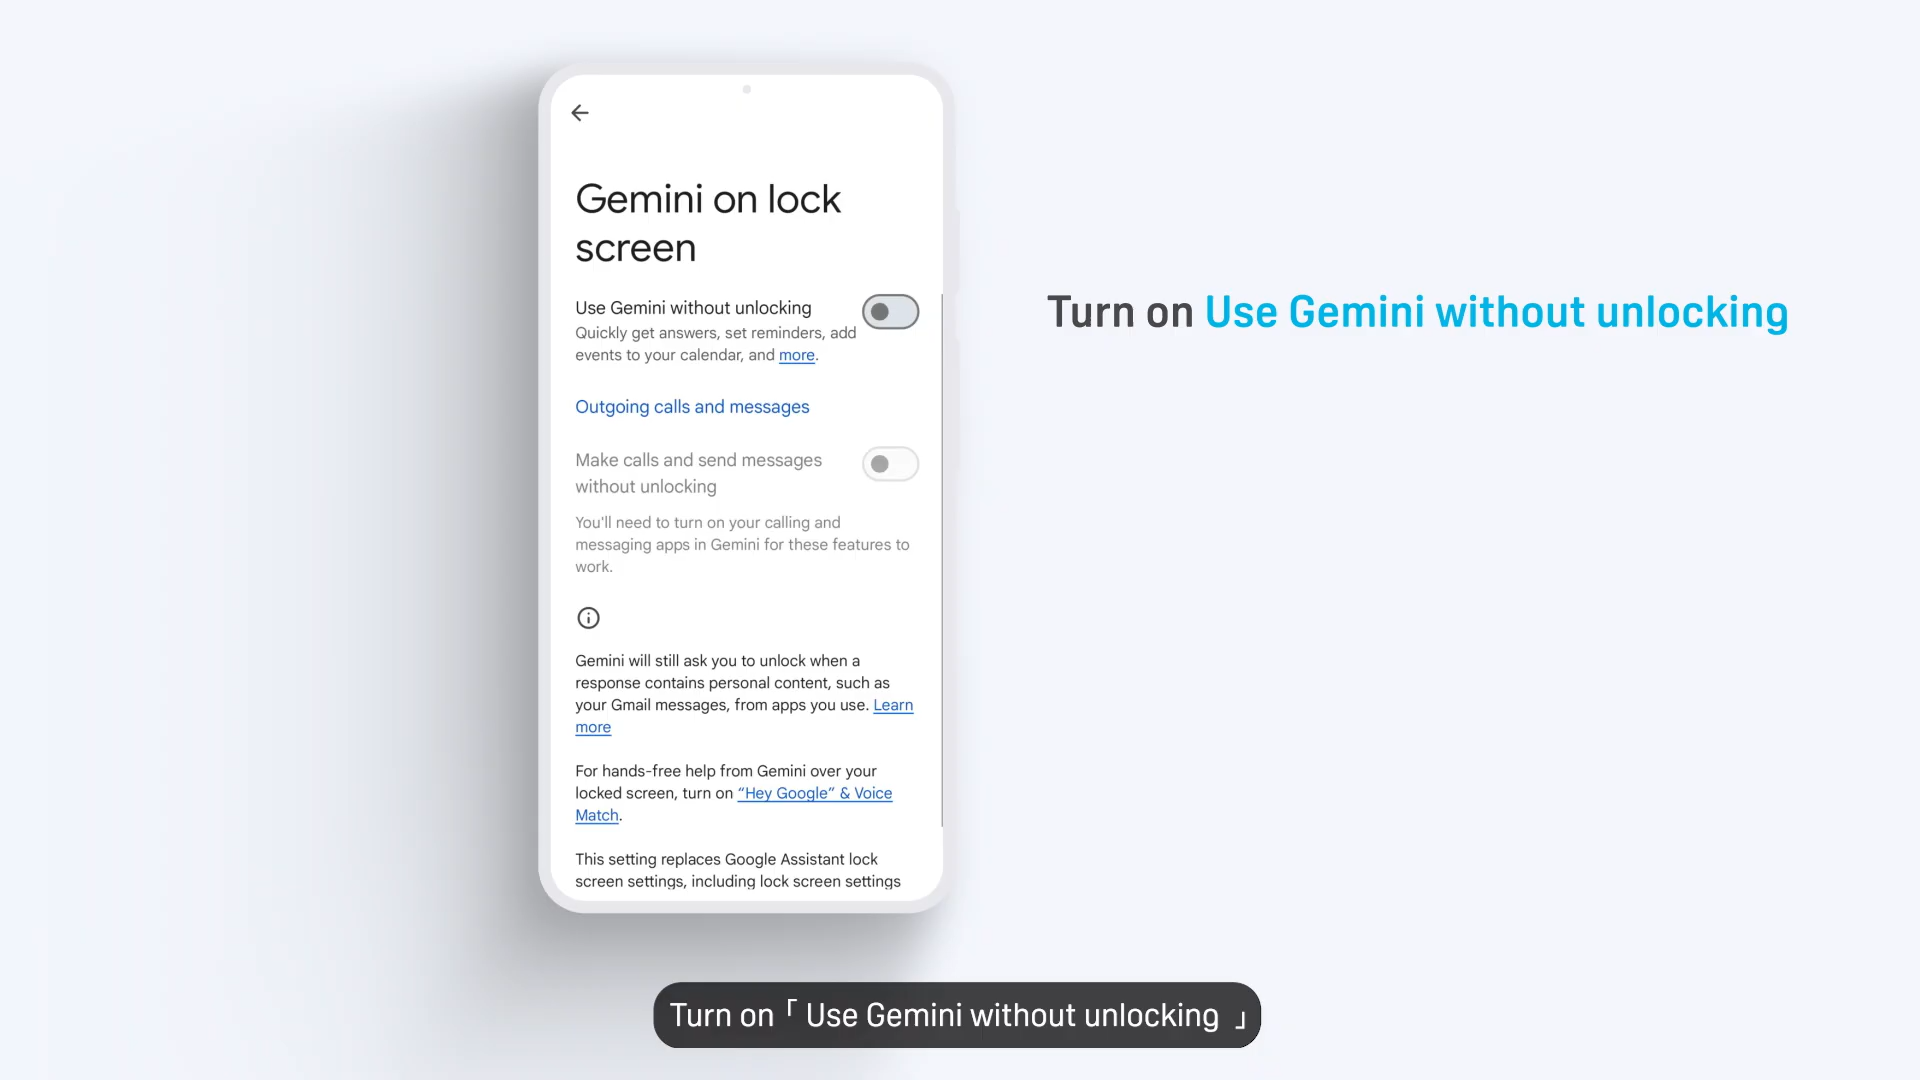 Gemini on lock
screen
Use Gemini without unlocking
Quickly get answers, set reminders, add
events to your calendar, and more.
Outgoing calls and messages
Make calls and send messages
without unlocking
You'll need to turn on your calling and
messaging apps in Gemini for these features to
work.
Gemini will still ask you to unlock when a
response contains personal content, such as
your Gmail messages, from apps you use. Learn
more
For hands-free help from Gemini over your
locked screen, turn on “Hey Google” & Voice
Match.
This setting replaces Google Assistant lock
screen settings, including lock screen settings
Turn on Use Gemini without unlocking
Turn on「 Use Gemini without unlocking 」